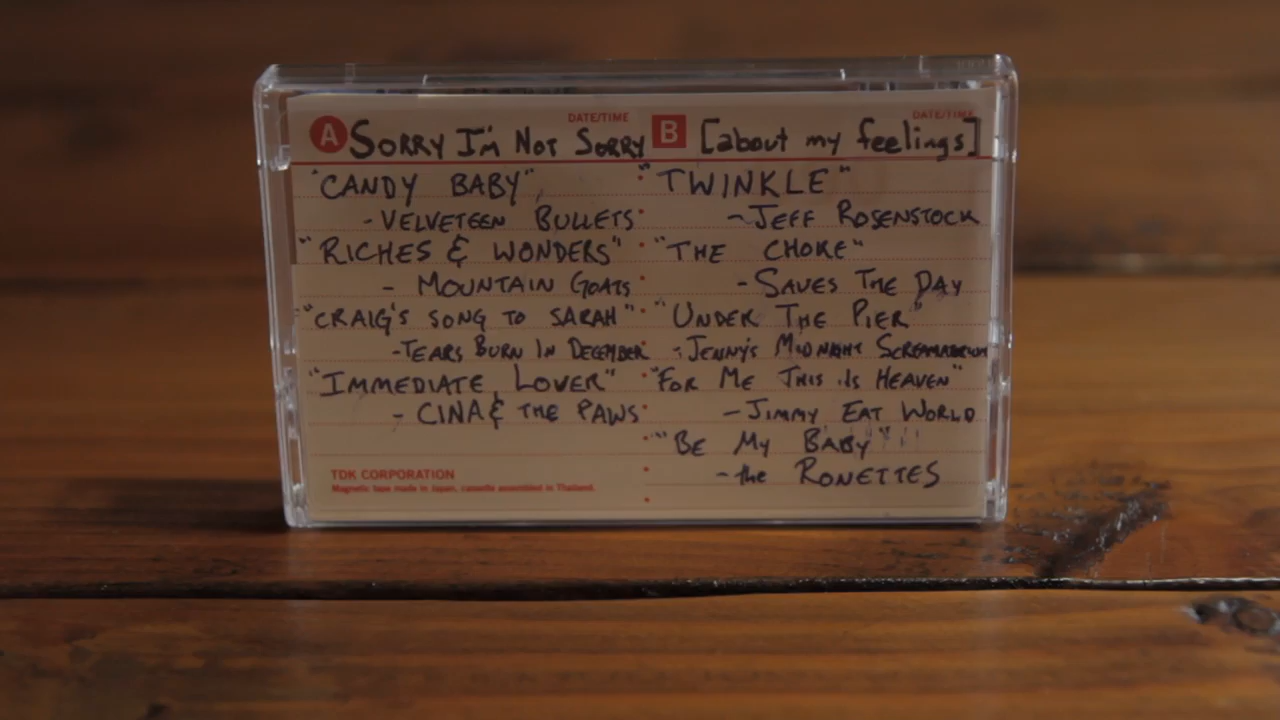 A DATE/TIME
SORRY I'M NOT SORRY
"CANDY BABY"
-VELVETEEN BULLETS
"RICHES & WONDERS"
- MOUNTAIN GOATS
"CRAIG'S SONG TO SARAH"
-TEARS BURN IN DECEMBER
"IMMEDIATE LOVER"
- CINA & THE PAWS
TDK CORPORATION
Magnetic tape made in Japan, cassette assembled in Thailand.
B DATE/TIME
[about my feelings]
"TWINKLE"
-JEFF ROSENSTOCK
"THE CHOKE"
-SAVES THE DAY
"UNDER THE PIER"
-JENNY'S MIDNIGHT SCREAMATORIUM
"FOR ME THIS IS HEAVEN"
-JIMMY EAT WORLD
"BE MY BABY"
-the RONETTES